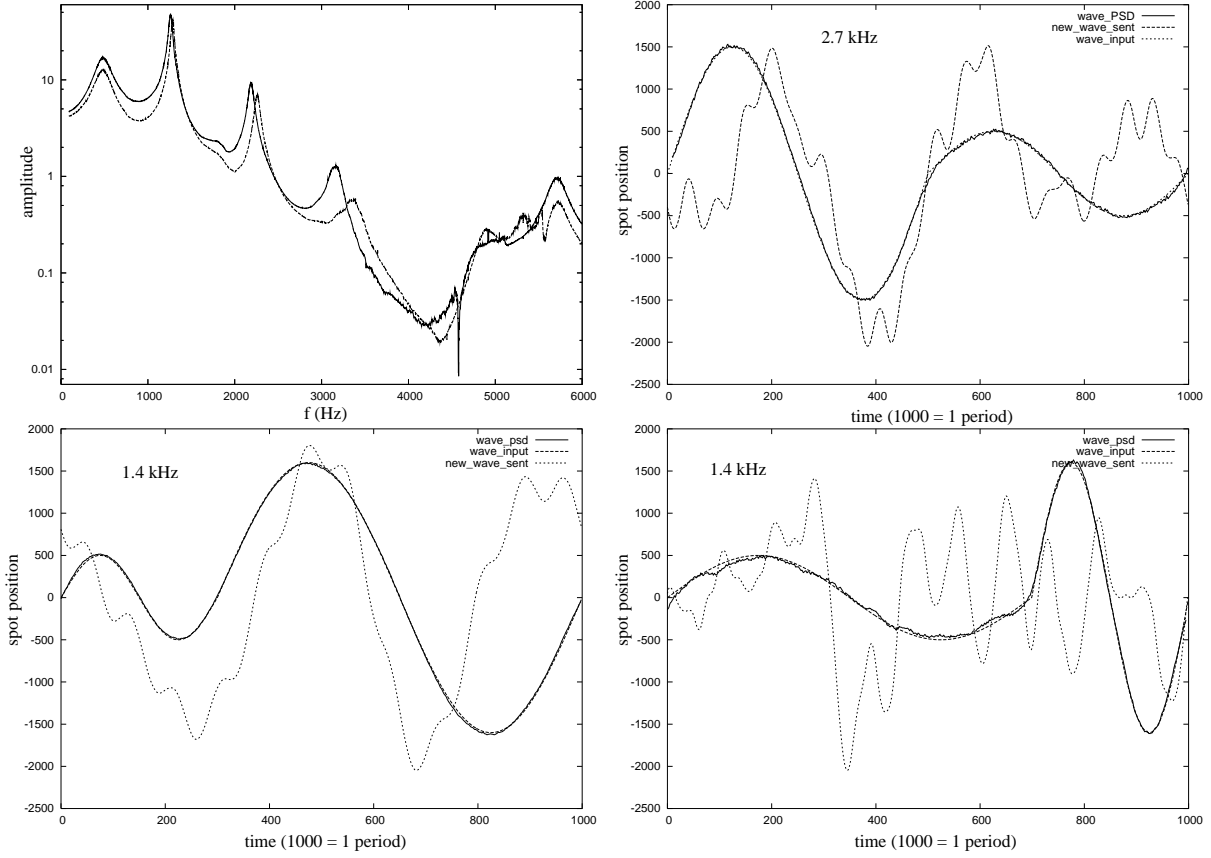 amplitude
10
1
0.1
0.01
0 1000 2000 3000 4000 5000 6000
f (Hz)
2.7 kHz
wave_PSD
new_wave_sent
wave_input
spot position
2000
1500
1000
500
0
-500
-1000
-1500
-2000
-2500
0 200 400 600 800 1000
time (1000 = 1 period)
1.4 kHz
wave_psd
wave_input
new_wave_sent
spot position
2000
1500
1000
500
0
-500
-1000
-1500
-2000
-2500
0 200 400 600 800 1000
time (1000 = 1 period)
1.4 kHz
wave_psd
wave_input
new_wave_sent
spot position
2000
1500
1000
500
0
-500
-1000
-1500
-2000
-2500
0 200 400 600 800 1000
time (1000 = 1 period)